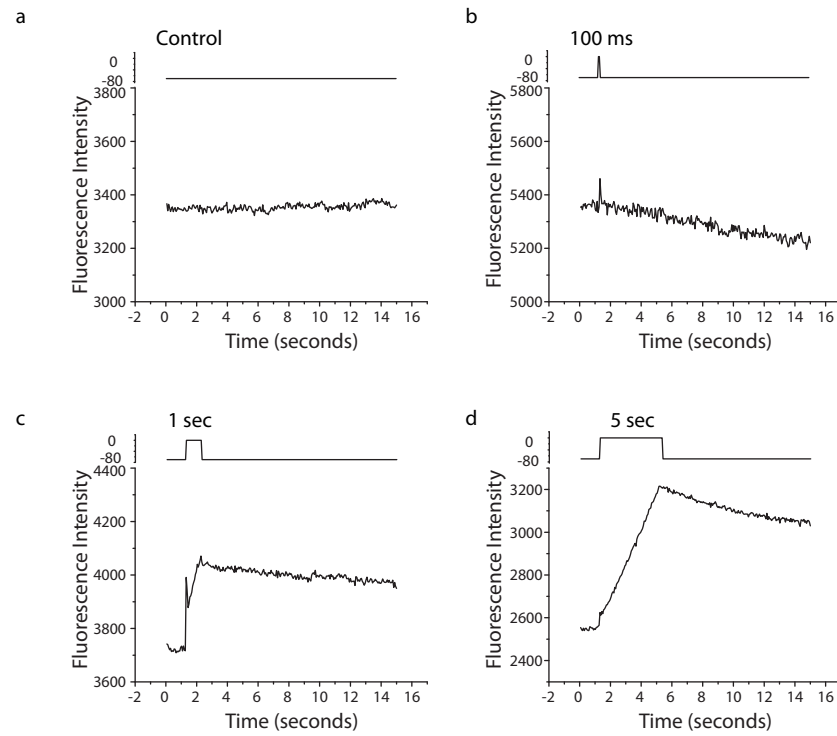 a
Control
0
-80
3800
3600
3400
3200
3000
Fluorescence Intensity
-2 0 2 4 6 8 10 12 14 16
Time (seconds)
b
100 ms
0
-80
5800
5600
5400
5200
5000
Fluorescence Intensity
-2 0 2 4 6 8 10 12 14 16
Time (seconds)
c
1 sec
0
-80
4400
4200
4000
3800
3600
Fluorescence Intensity
-2 0 2 4 6 8 10 12 14 16
Time (seconds)
d
5 sec
0
-80
3200
3000
2800
2600
2400
Fluorescence Intensity
-2 0 2 4 6 8 10 12 14 16
Time (seconds)